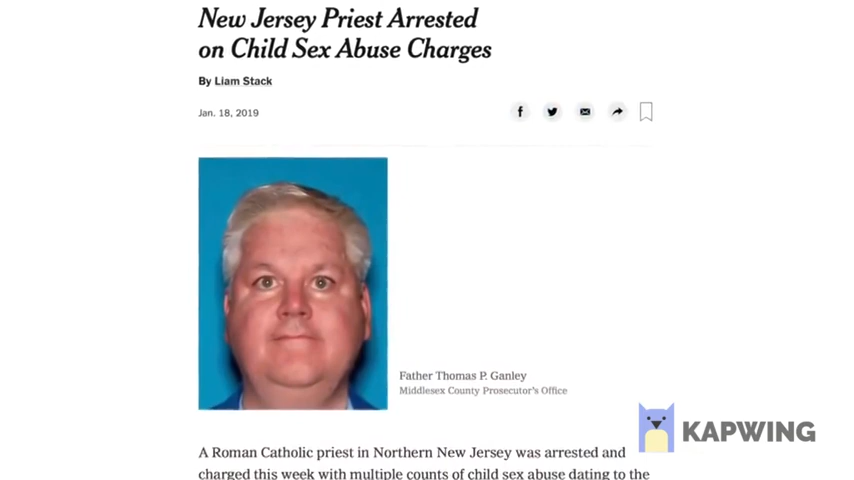 New Jersey Priest Arrested
on Child Sex Abuse Charges
By Liam Stack
Jan. 18, 2019
Father Thomas P. Ganley
Middlesex County Prosecutor's Office
KAPWING
A Roman Catholic priest in Northern New Jersey was arrested and
charged this week with multiple counts of child sex abuse dating to the